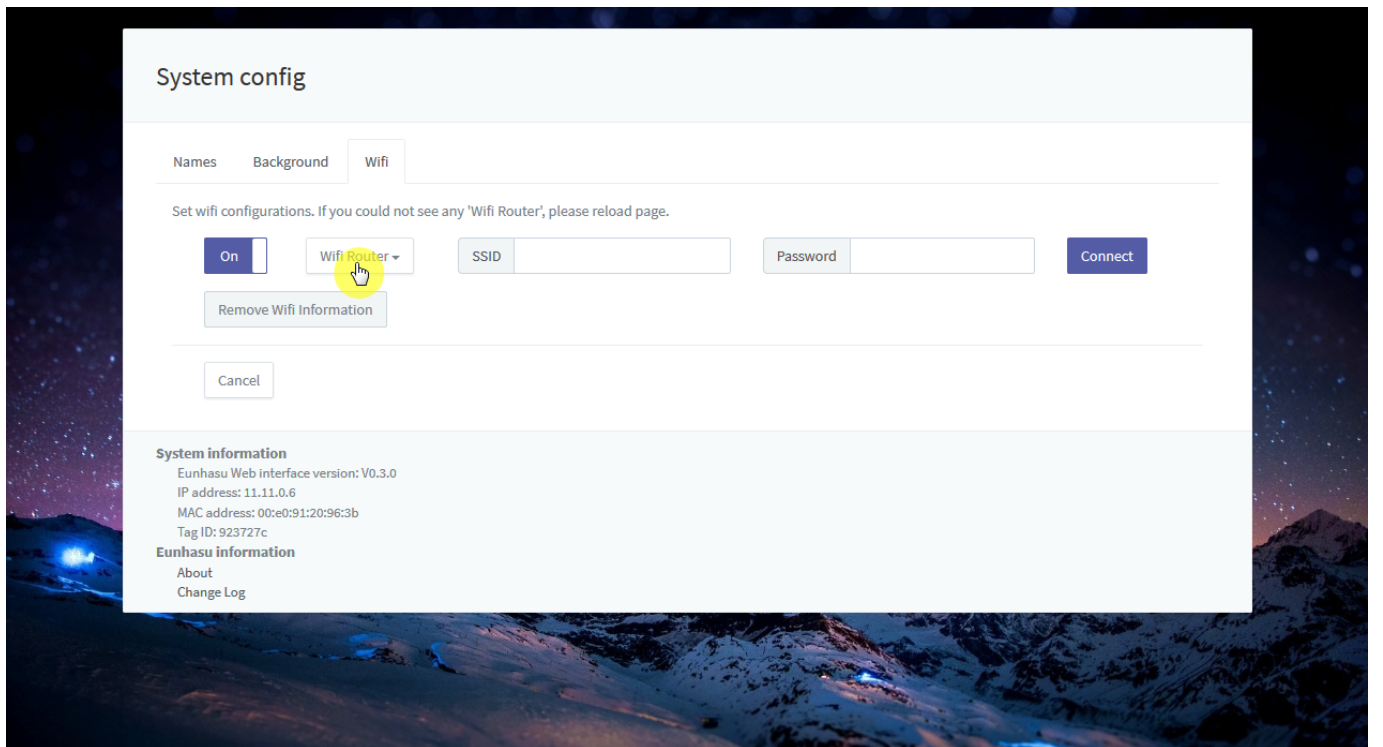 System config
Names Background Wifi
Set wifi configurations. If you could not see any 'Wifi Router', please reload page.
On Wifi Router SSID Password Connect
Remove Wifi Information
Cancel
System information
Eunhasu Web interface version: V0.3.0
IP address: 11.11.0.6
MAC address: 00:e0:91:20:96:3b
Tag ID: 923727c
Eunhasu information
About
Change Log